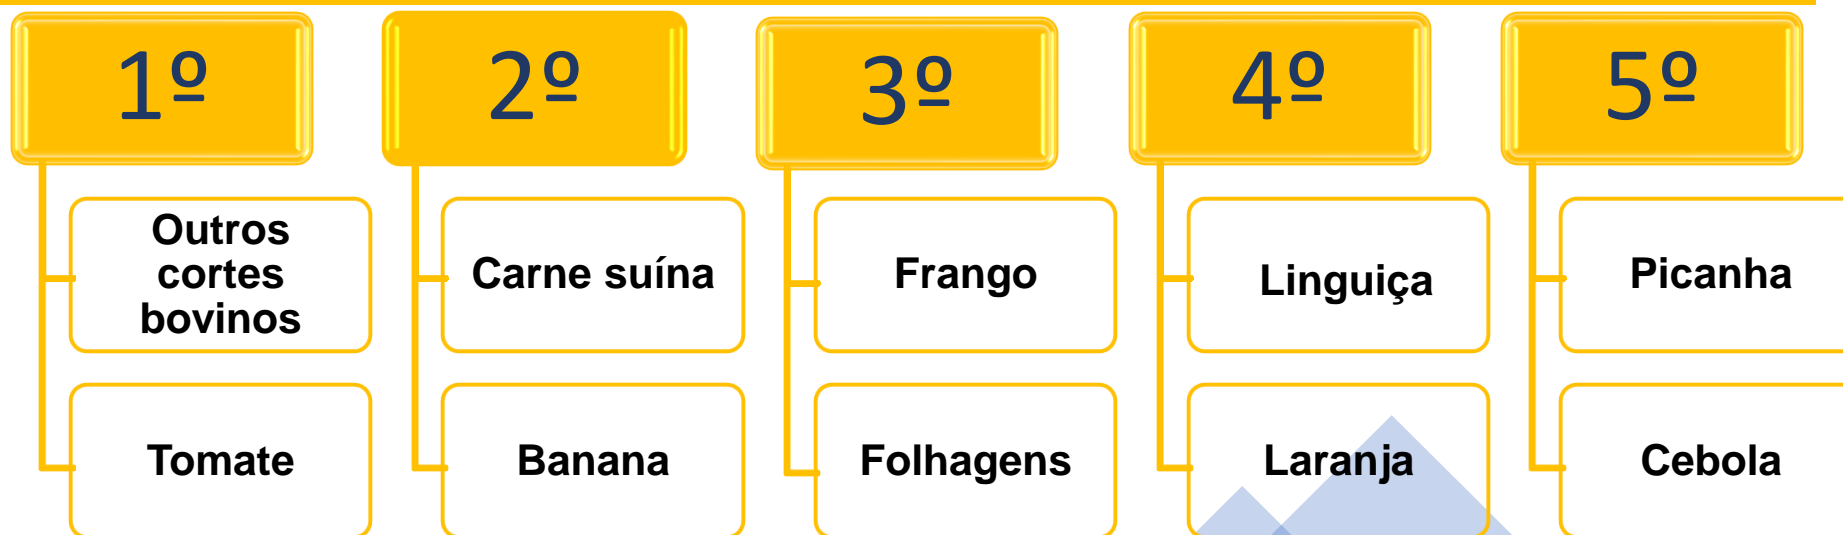 1º
2º
3º
4º
5º
Outros
cortes
bovinos
Carne suína
Frango
Linguiça
Picanha
Tomate
Banana
Folhagens
Laranja
Cebola